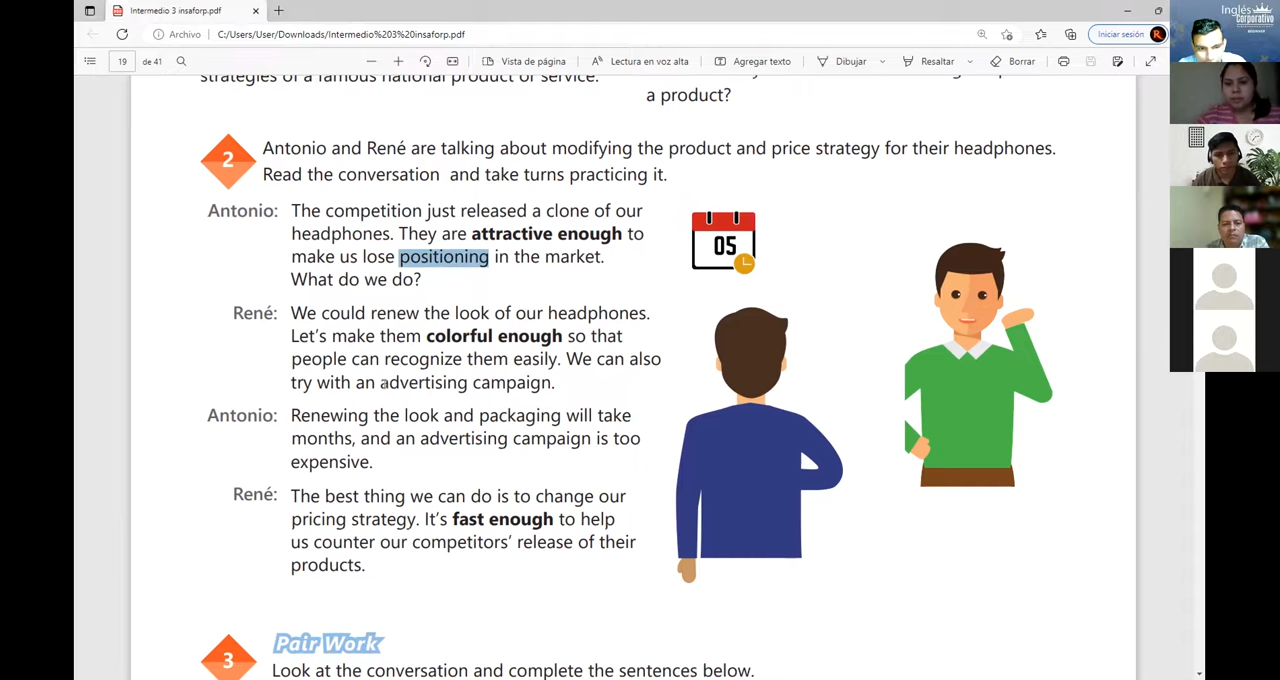 Intermedio 3 insaforp.pdf
Archivo
C:/Users/User/Downloads/Intermedio%203%20insaforp.pdf
Iniciar sesión
R
19 de 41
Vista de página
Lectura en voz alta
Agregar texto
Dibujar
Resaltar
Borrar
Inglés
Corporativo
BEGINNER
strategies of a famous national product or service.
a product?
2
Antonio and René are talking about modifying the product and price strategy for their headphones.
Read the conversation and take turns practicing it.
Antonio: The competition just released a clone of our
headphones. They are attractive enough to
make us lose positioning in the market.
What do we do?
05
René: We could renew the look of our headphones.
Let's make them colorful enough so that
people can recognize them easily. We can also
try with an advertising campaign.
Antonio: Renewing the look and packaging will take
months, and an advertising campaign is too
expensive.
René: The best thing we can do is to change our
pricing strategy. It's fast enough to help
us counter our competitors' release of their
products.
3
Pair Work
Look at the conversation and complete the sentences below.